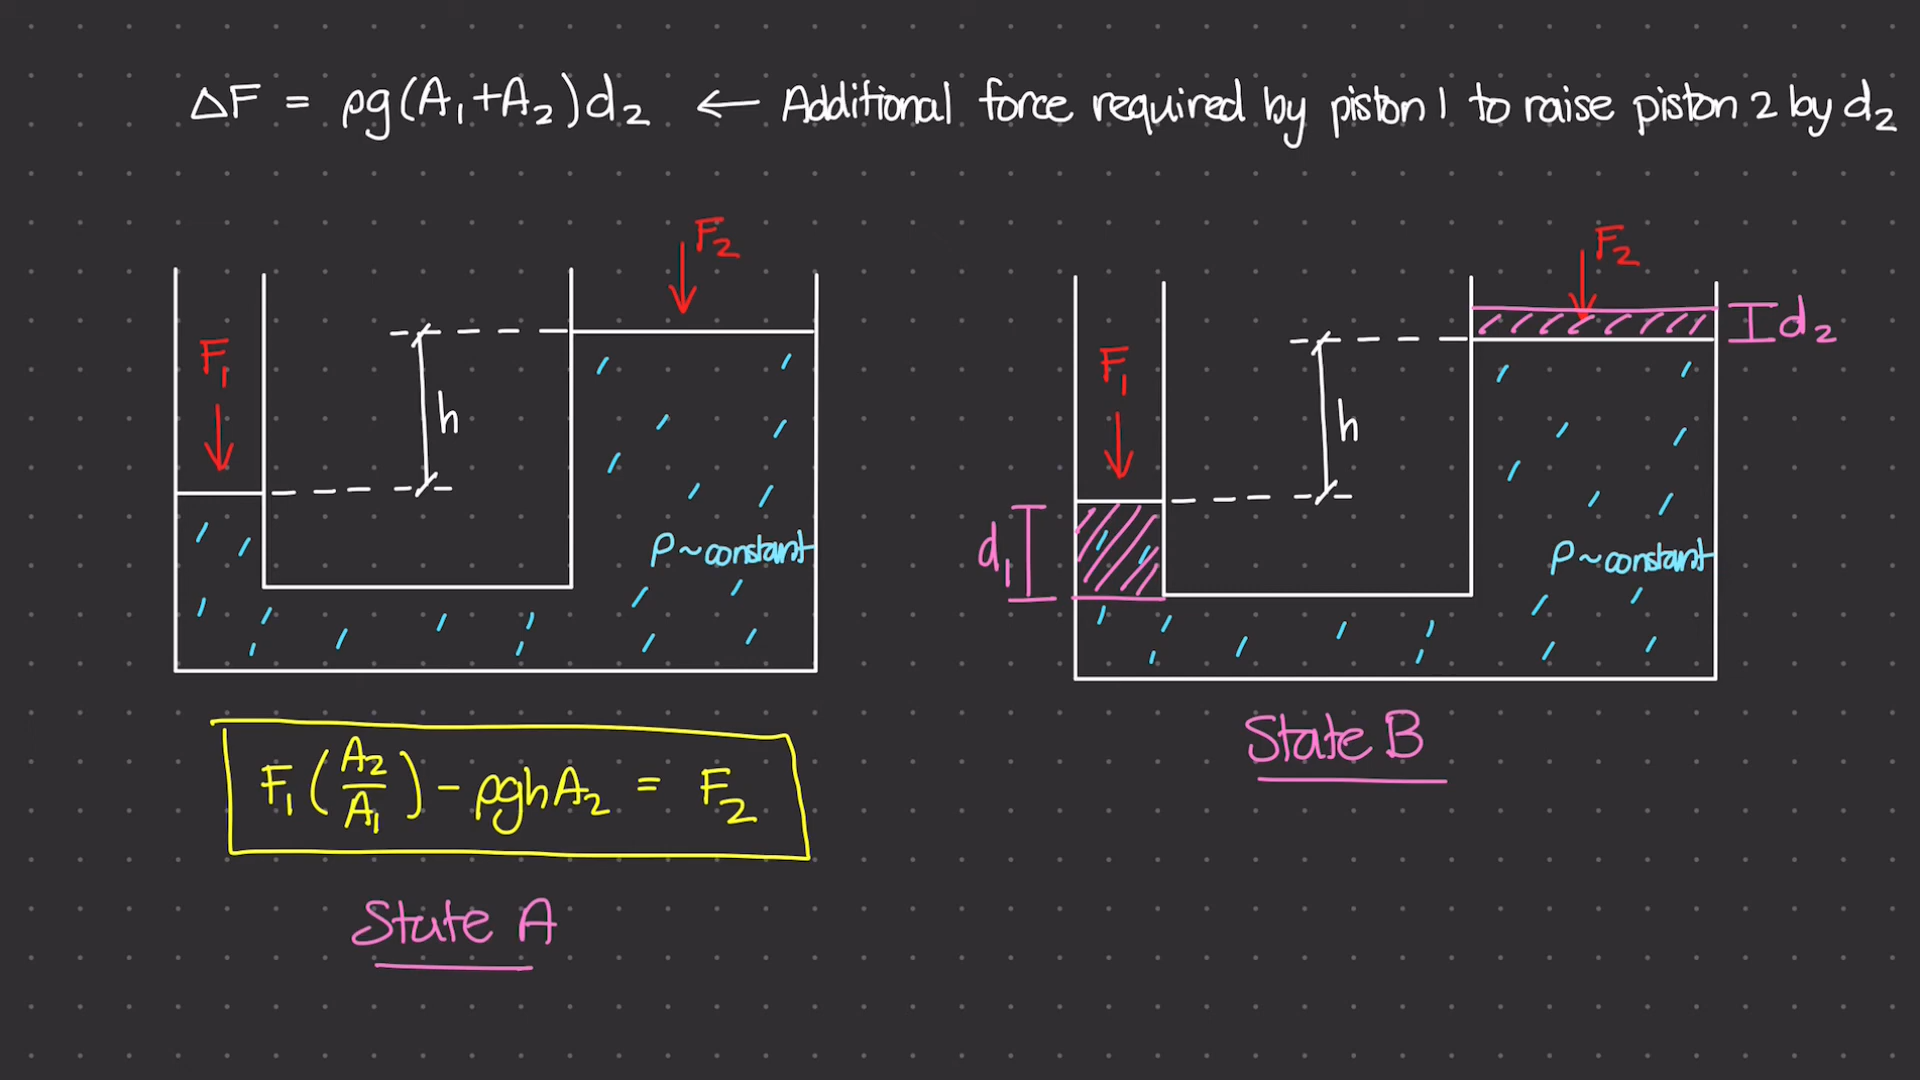 ΔF = ρg(A₁+A₂)d₂ ← Additional force required by piston 1 to raise piston 2 by d₂
F₂
F₁
h
ρ~constant
F₁(A₂/A₁) - ρghA₂ = F₂
State A
F₂
d₂
F₁
h
d₁
ρ~constant
State B